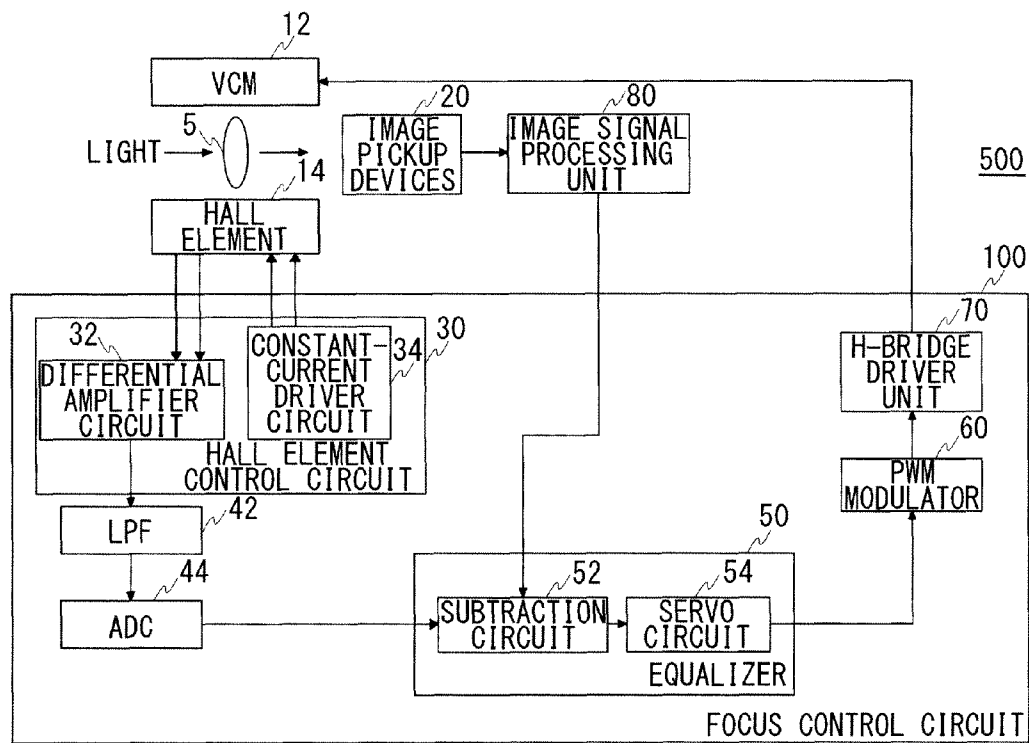 12
VCM
5
LIGHT
14
HALL
ELEMENT
20
IMAGE
PICKUP
DEVICES
80
IMAGE SIGNAL
PROCESSING
UNIT
500
100
32
DIFFERENTIAL
AMPLIFIER
CIRCUIT
CONSTANT-
CURRENT
DRIVER
CIRCUIT
34
30
HALL ELEMENT
CONTROL CIRCUIT
70
H-BRIDGE
DRIVER
UNIT
60
PWM
MODULATOR
42
LPF
44
ADC
50
52
SUBTRACTION
CIRCUIT
54
SERVO
CIRCUIT
EQUALIZER
FOCUS CONTROL CIRCUIT